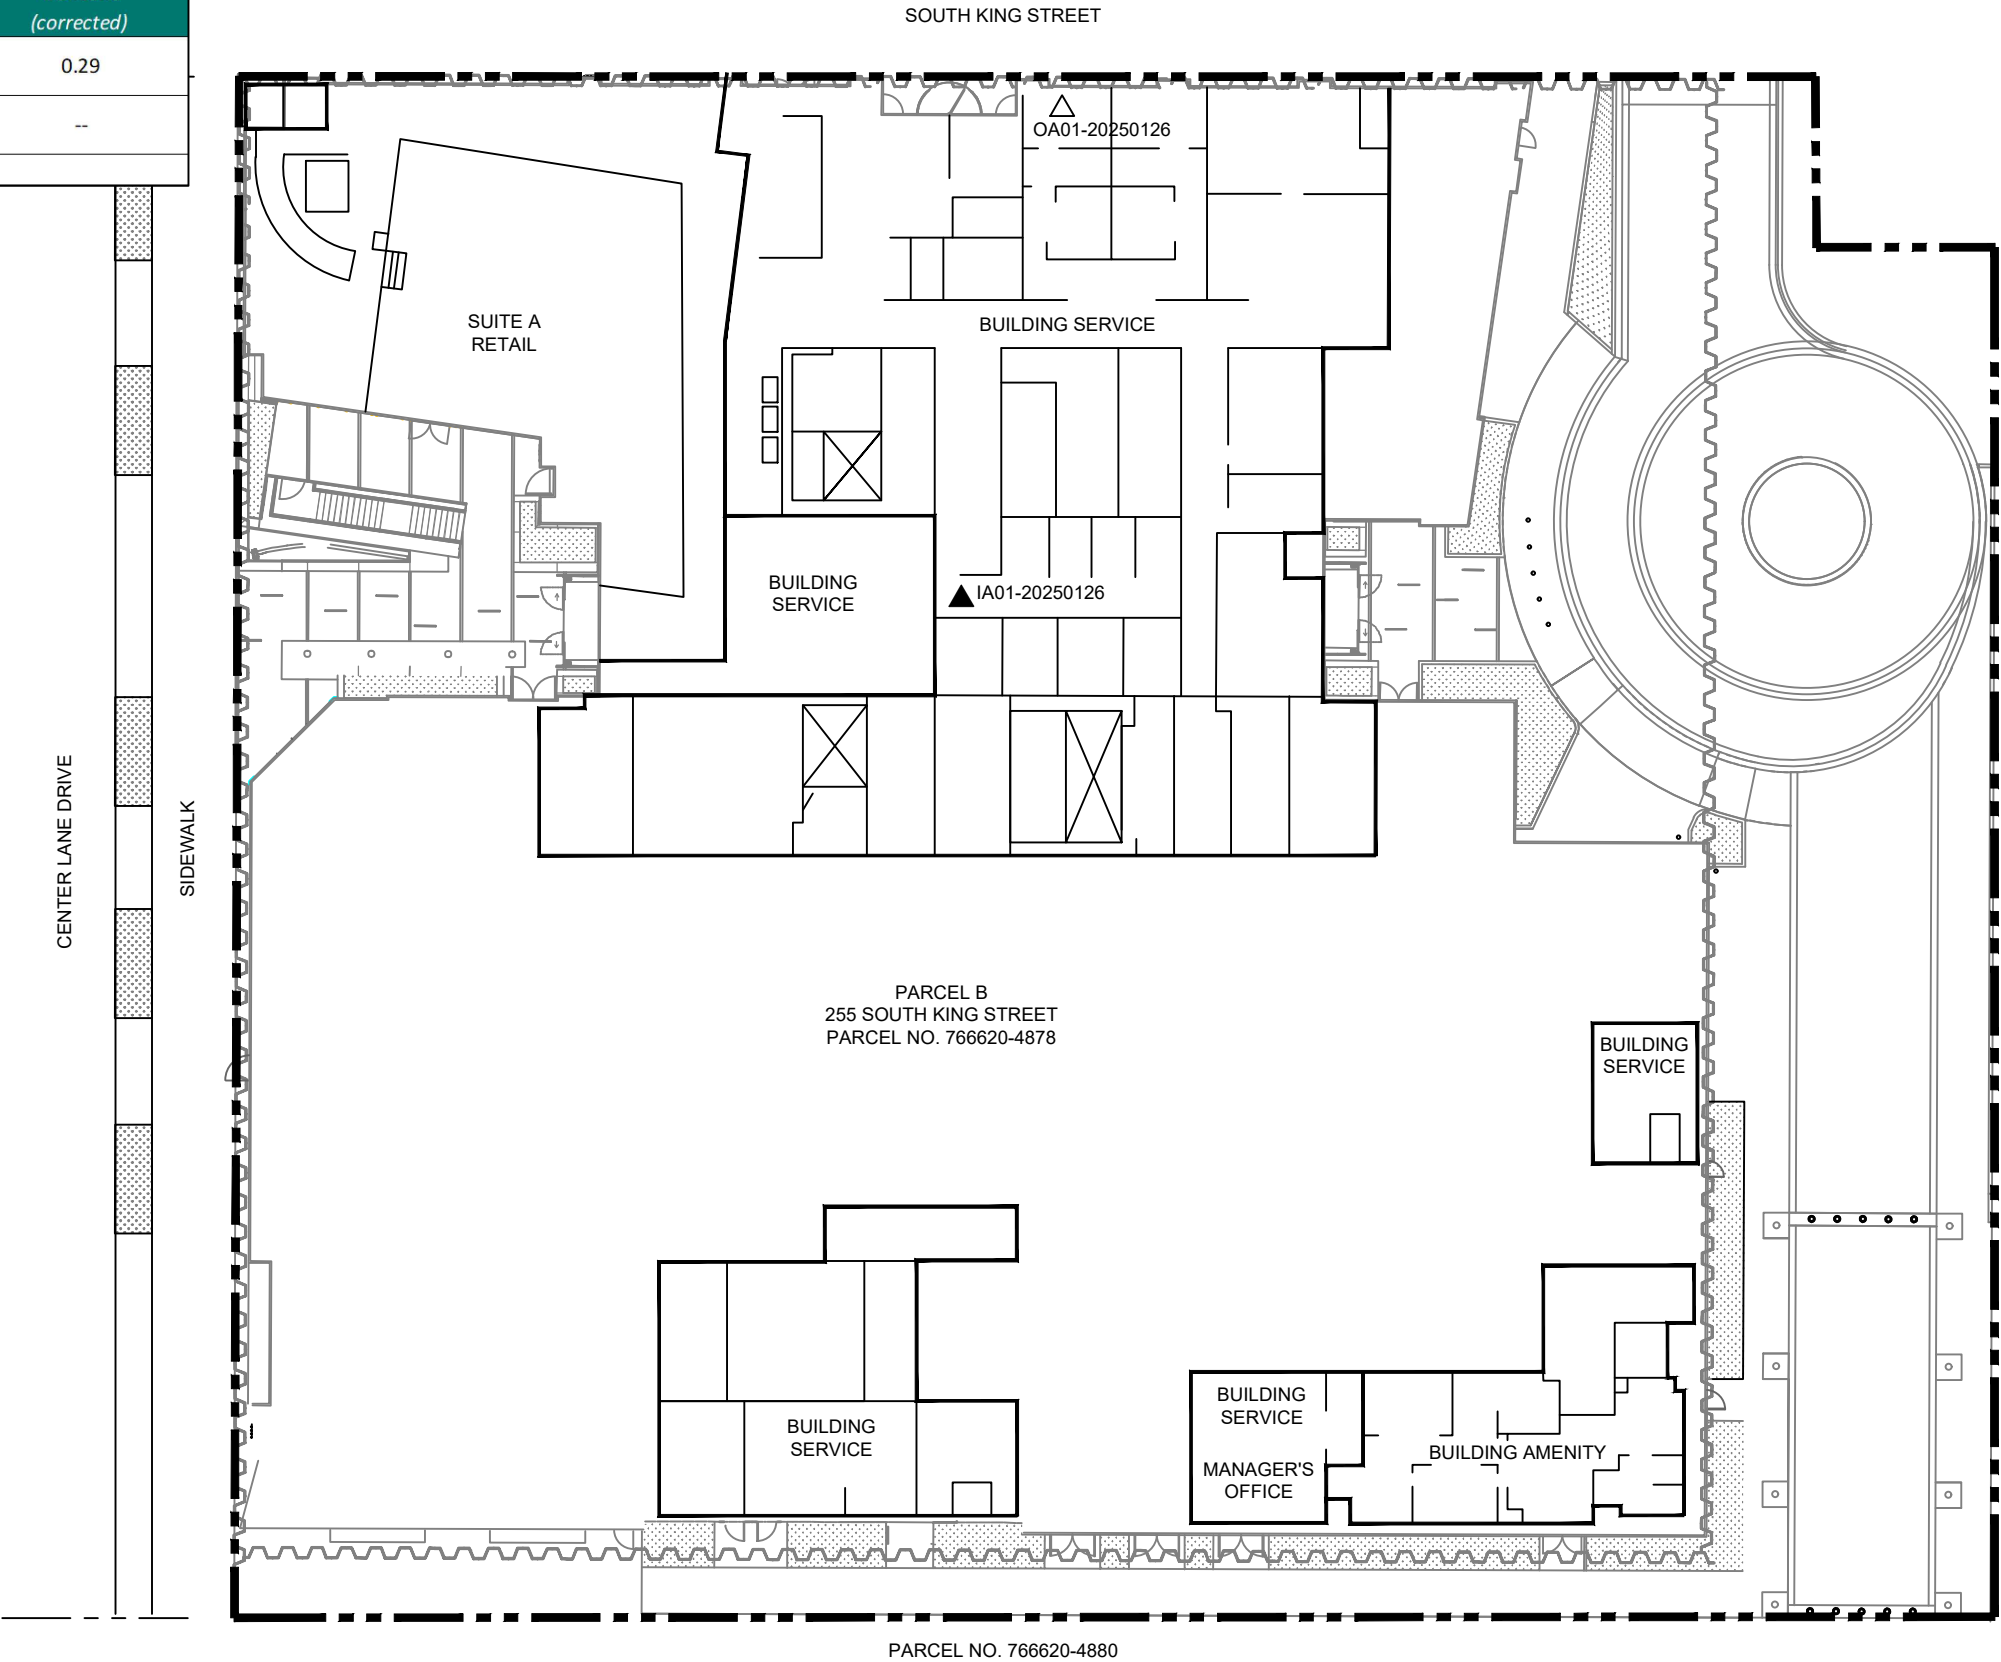 (corrected)
0.29
--
SOUTH KING STREET
OA01-20250126
SUITE A
RETAIL
BUILDING SERVICE
BUILDING
SERVICE
IA01-20250126
CENTER LANE DRIVE
SIDEWALK
PARCEL B
255 SOUTH KING STREET
PARCEL NO. 766620-4878
BUILDING
SERVICE
BUILDING
SERVICE
BUILDING
SERVICE
MANAGER'S
OFFICE
BUILDING AMENITY
PARCEL NO. 766620-4880